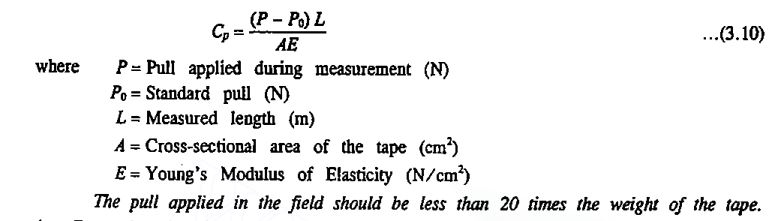 C_p = (P − P_0) L / AE ...(3.10)
where P = Pull applied during measurement (N)
P_0 = Standard pull (N)
L = Measured length (m)
A = Cross-sectional area of the tape (cm²)
E = Young's Modulus of Elasticity (N/cm²)
The pull applied in the field should be less than 20 times the weight of the tape.